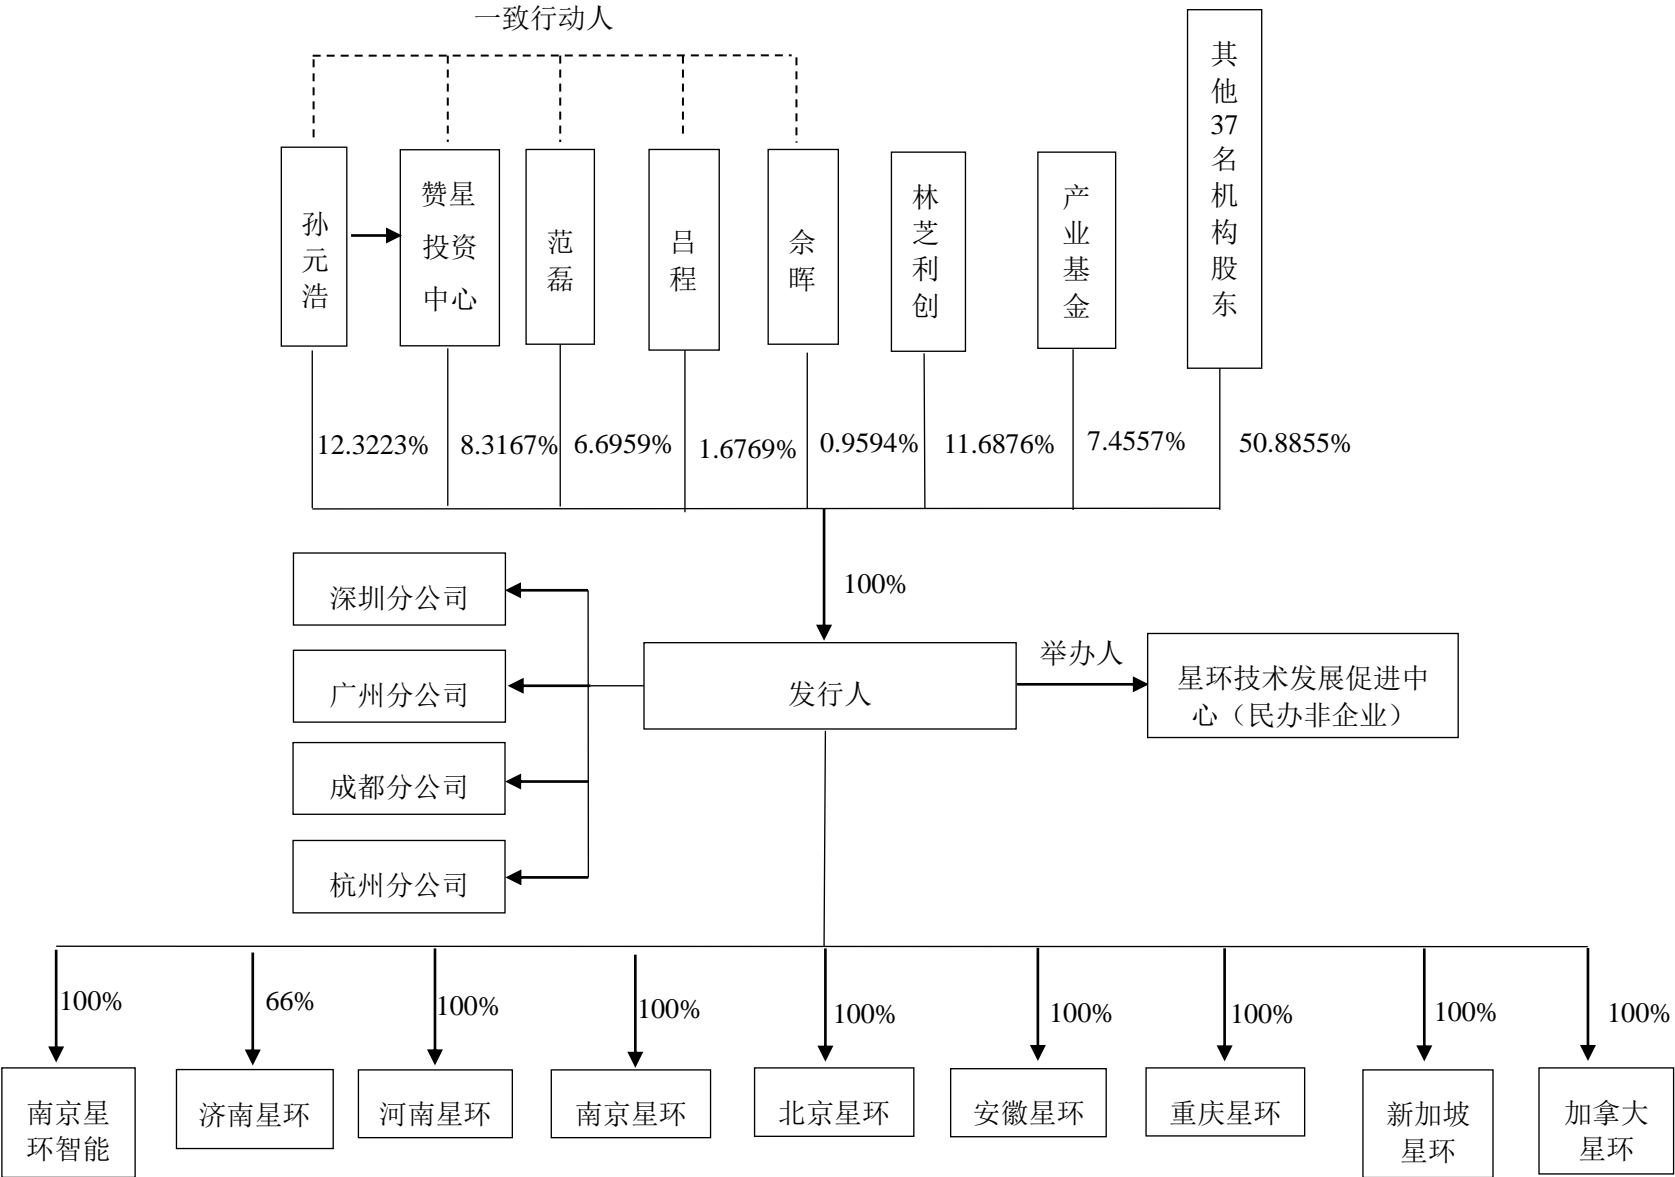 一致行动人
孙元浩
赞星
投资
中心
范磊
吕程
佘晖
林芝利创
产业基金
其他37名机构股东
12.3223%
8.3167%
6.6959%
1.6769%
0.9594%
11.6876%
7.4557%
50.8855%
100%
深圳分公司
广州分公司
成都分公司
杭州分公司
发行人
举办人
星环技术发展促进中
心（民办非企业）
100%
66%
100%
100%
100%
100%
100%
100%
100%
南京星
环智能
济南星环
河南星环
南京星环
北京星环
安徽星环
重庆星环
新加坡
星环
加拿大
星环